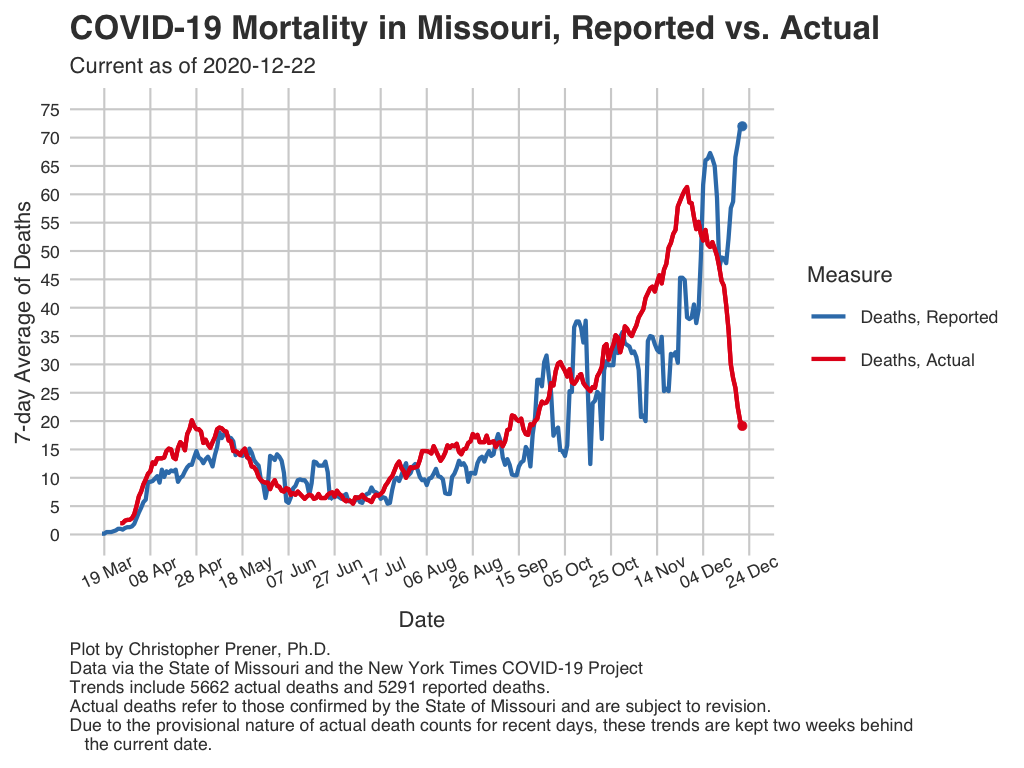 COVID-19 Mortality in Missouri, Reported vs. Actual
Current as of 2020-12-22
7-day Average of Deaths
75
70
65
60
55
50
45
40
35
30
25
20
15
10
5
0
19 Mar
08 Apr
28 Apr
18 May
07 Jun
27 Jun
17 Jul
06 Aug
26 Aug
15 Sep
05 Oct
25 Oct
14 Nov
04 Dec
24 Dec
Date
Measure
Deaths, Reported
Deaths, Actual
Plot by Christopher Prener, Ph.D.
Data via the State of Missouri and the New York Times COVID-19 Project
Trends include 5662 actual deaths and 5291 reported deaths.
Actual deaths refer to those confirmed by the State of Missouri and are subject to revision.
Due to the provisional nature of actual death counts for recent days, these trends are kept two weeks behind
the current date.